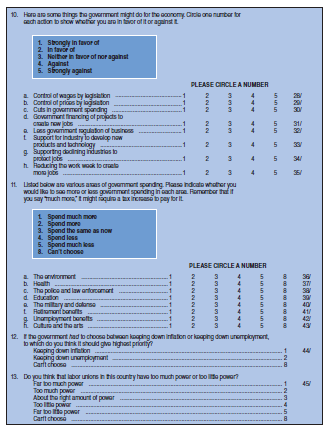 10. Here are some things the government might do for the economy. Circle one number for
each action to show whether you are in favor of it or against it.
1. Strongly in favor of
2. In favor of
3. Neither in favor of nor against
4. Against
5. Strongly against
PLEASE CIRCLE A NUMBER
a. Control of wages by legislation 1 2 3 4 5 28/
b. Control of prices by legislation 1 2 3 4 5 29/
c. Cuts in government spending 1 2 3 4 5 30/
d. Government financing of projects to
create new jobs 1 2 3 4 5 31/
e. Less government regulation of business 1 2 3 4 5 32/
f. Support for industry to develop new
products and technology 1 2 3 4 5 33/
g. Supporting declining industries to
protect jobs 1 2 3 4 5 34/
h. Reducing the work week to create
more jobs 1 2 3 4 5 35/
11. Listed below are various areas of government spending. Please indicate whether you
would like to see more or less government spending in each area. Remember that if
you say "much more," it might require a tax increase to pay for it.
1. Spend much more
2. Spend more
3. Spend the same as now
4. Spend less
5. Spend much less
8. Can't choose
PLEASE CIRCLE A NUMBER
a. The environment 1 2 3 4 5 8 36/
b. Health 1 2 3 4 5 8 37/
c. The police and law enforcement 1 2 3 4 5 8 38/
d. Education 1 2 3 4 5 8 39/
e. The military and defense 1 2 3 4 5 8 40/
f. Retirement benefits 1 2 3 4 5 8 41/
g. Unemployment benefits 1 2 3 4 5 8 42/
h. Culture and the arts 1 2 3 4 5 8 43/
12. If the government had to choose between keeping down inflation or keeping down unemployment,
to which do you think it should give highest priority?
Keeping down inflation 1 44/
Keeping down unemployment 2
Can't choose 8
13. Do you think that labor unions in this country have too much power or too little power?
Far too much power 1 45/
Too much power 2
About the right amount of power 3
Too little power 4
Far too little power 5
Can't choose 8